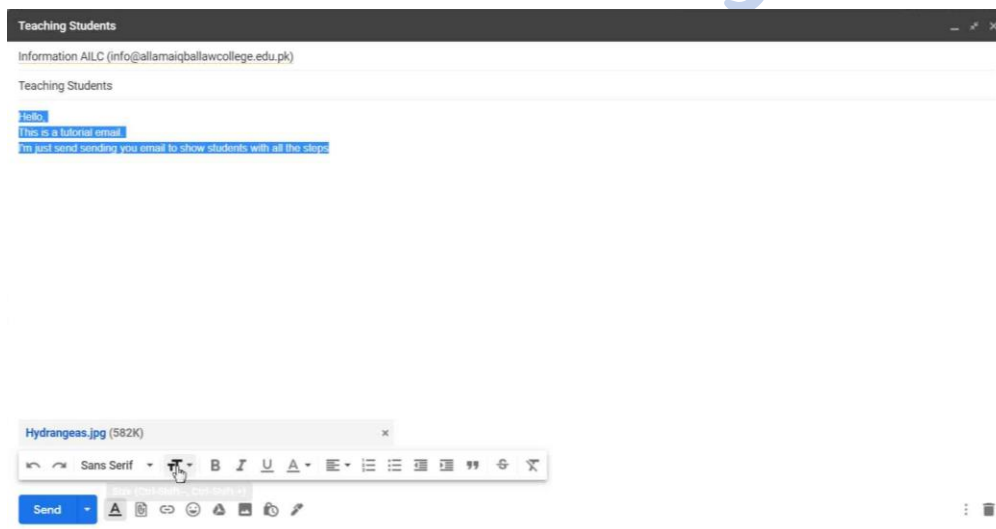 Teaching Students
Information AILC (info@allamaiqballawcollege.edu.pk)
Teaching Students
Hello,
This is a tutorial email.
I'm just send sending you email to show students with all the steps
Hydrangeas.jpg (582K)
Sans Serif
Send